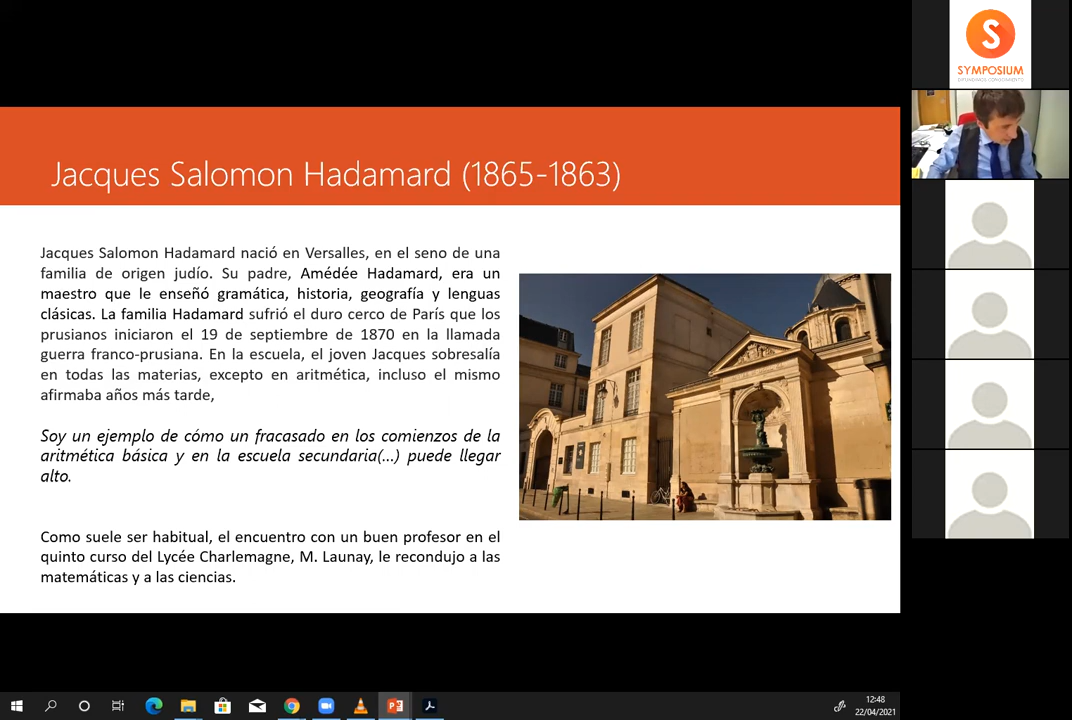 Jacques Salomon Hadamard (1865-1863)
Jacques Salomon Hadamard nació en Versalles, en el seno de una
familia de origen judío. Su padre, Amédée Hadamard, era un
maestro que le enseñó gramática, historia, geografía y lenguas
clásicas. La familia Hadamard sufrió el duro cerco de París que los
prusianos iniciaron el 19 de septiembre de 1870 en la llamada
guerra franco-prusiana. En la escuela, el joven Jacques sobresalía
en todas las materias, excepto en aritmética, incluso el mismo
afirmaba años más tarde,
Soy un ejemplo de cómo un fracasado en los comienzos de la
aritmética básica y en la escuela secundaria(...) puede llegar
alto.
Como suele ser habitual, el encuentro con un buen profesor en el
quinto curso del Lycée Charlemagne, M. Launay, le recondujo a las
matemáticas y a las ciencias.
S
SYMPOSIUM
12:48
22/04/2021